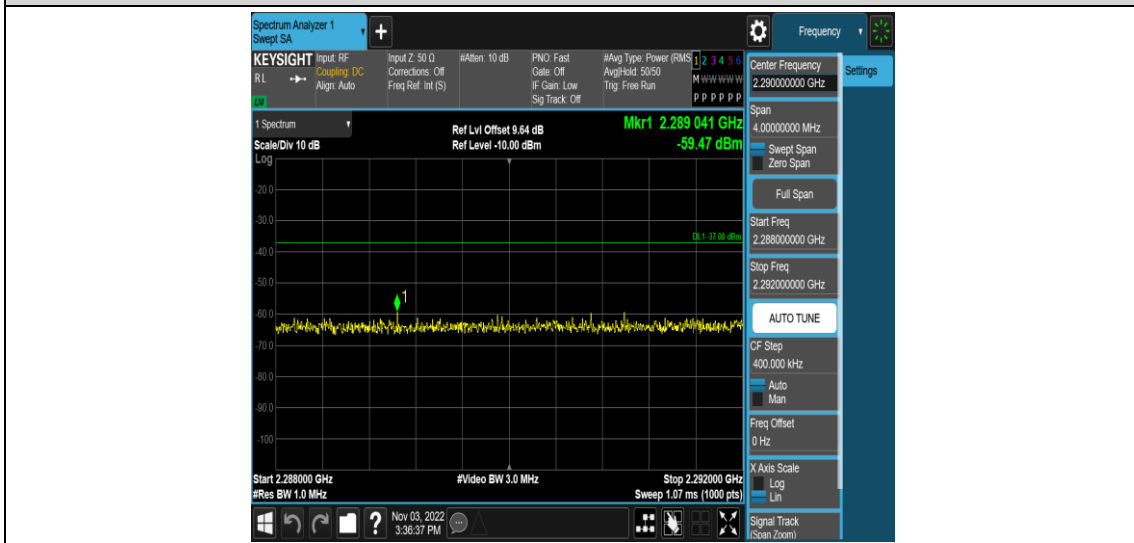 Spectrum Analyzer 1
Swept SA
+
Frequency
KEYSIGHT
RL
LXI
Input: RF
Coupling: DC
Align: Auto
Input Z: 50 Ω
Corrections: Off
Freq Ref: Int (S)
#Atten: 10 dB
PNO: Fast
Gate: Off
IF Gain: Low
Sig Track: Off
#Avg Type: Power (RMS
Avg|Hold: 50/50
Trig: Free Run
1 2 3 4 5 6
M W W W W W
P P P P P P
1 Spectrum
Scale/Div 10 dB
Log
Ref Lvl Offset 9.64 dB
Ref Level -10.00 dBm
Mkr1 2.289 041 GHz
-59.47 dBm
-20.0
-30.0
DL1 -37.00 dBm
-40.0
-50.0
1
-60.0
-70.0
-80.0
-90.0
-100
Start 2.288000 GHz
#Res BW 1.0 MHz
#Video BW 3.0 MHz
Stop 2.292000 GHz
Sweep 1.07 ms (1000 pts)
Center Frequency
2.290000000 GHz
Settings
Span
4.00000000 MHz
Swept Span
Zero Span
Full Span
Start Freq
2.288000000 GHz
Stop Freq
2.292000000 GHz
AUTO TUNE
CF Step
400.000 kHz
Auto
Man
Freq Offset
0 Hz
X Axis Scale
Log
Lin
Signal Track
(Span Zoom)
?
Nov 03, 2022
3:36:37 PM